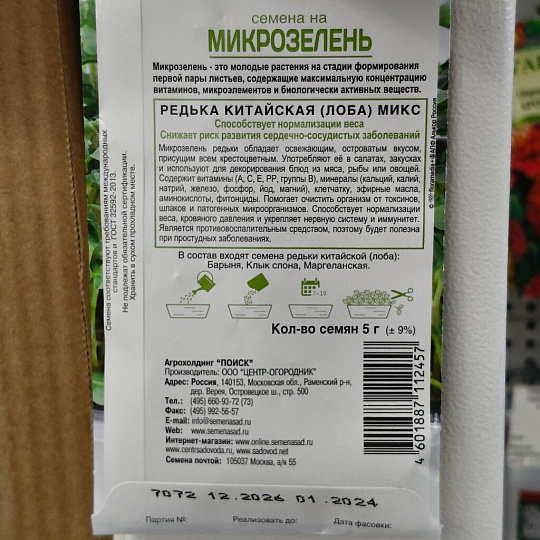 семена на
МИКРОЗЕЛЕНЬ
Микрозелень - это молодые растения на стадии формирования
первой пары листьев, содержащие максимальную концентрацию
витаминов, микроэлементов и биологически активных веществ.
РЕДЬКА КИТАЙСКАЯ (ЛОБА) МИКС
Способствует нормализации веса
Снижает риск развития сердечно-сосудистых заболеваний
Микрозелень редьки обладает освежающим, островатым вкусом,
присущим всем крестоцветным. Употребляют её в салатах, закусках
и используют для декорирования блюд из мяса, рыбы или овощей.
Содержит витамины (А, С, Е, РР, группы В), минералы (кальций, калий,
натрий, железо, фосфор, йод, магний), клетчатку, эфирные масла,
аминокислоты, фитонциды. Помогает очистить организм от токсинов,
шлаков и патогенных микроорганизмов. Способствует нормализации
веса, кровяного давления и укрепляет нервную систему и иммунитет.
Является противовоспалительным средством, поэтому будет полезна
при простудных заболеваниях.
В состав входят семена редьки китайской (лоба):
Барыня, Клык слона, Маргеланская.
7-10
Кол-во семян 5 г (± 9%)
Агрохолдинг "ПОИСК"
Производитель: ООО "ЦЕНТР-ОГОРОДНИК"
Адрес: Россия, 140153, Московская обл., Раменский р-н,
дер. Верея, Островецкое ш., стр. 500
Тел.: (495) 660-93-72 (73)
Факс: (495) 992-56-57
E-mail: info@semenasad.ru
Web: www.semenasad.ru
Интернет-магазин: www.online.semenasad.ru
www.centrsadovoda.ru www.sadovod.net
Семена почтой: 105037 Москва, а/я 55
4 601887 112457
7072 12.2026 01.2024
Партия №: Реализовать до: Дата фасовки:
Семена соответствуют требованиям международных
стандартов и ГОСТ 32592-2013.
Не подлежат обязательной сертификации.
Хранить в сухом прохладном месте.